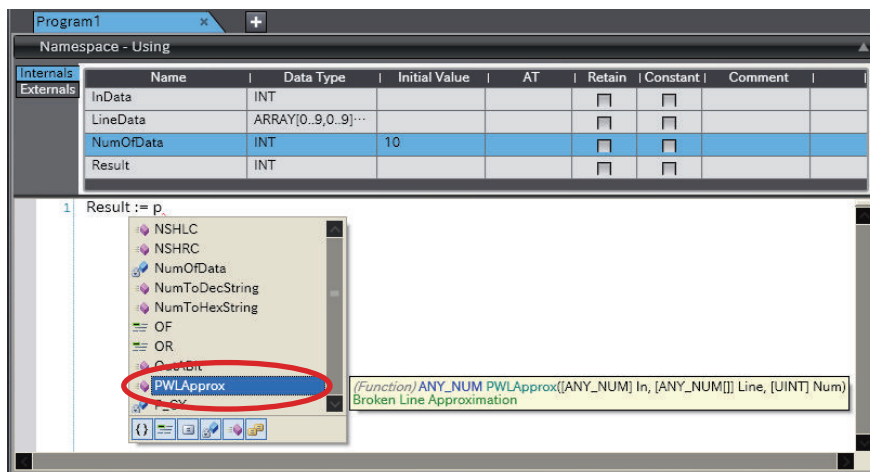 Program1 × +
Namespace - Using
Internals
Externals
Name Data Type Initial Value AT Retain Constant Comment
InData INT
LineData ARRAY[0..9,0..9]···
NumOfData INT 10
Result INT
1 Result := p
NSHLC
NSHRC
NumOfData
NumToDecString
NumToHexString
OF
OR
OutABit
PWLApprox
(Function) ANY_NUM PWLApprox([ANY_NUM] In, [ANY_NUM[]] Line, [UINT] Num)
Broken Line Approximation
P_CY